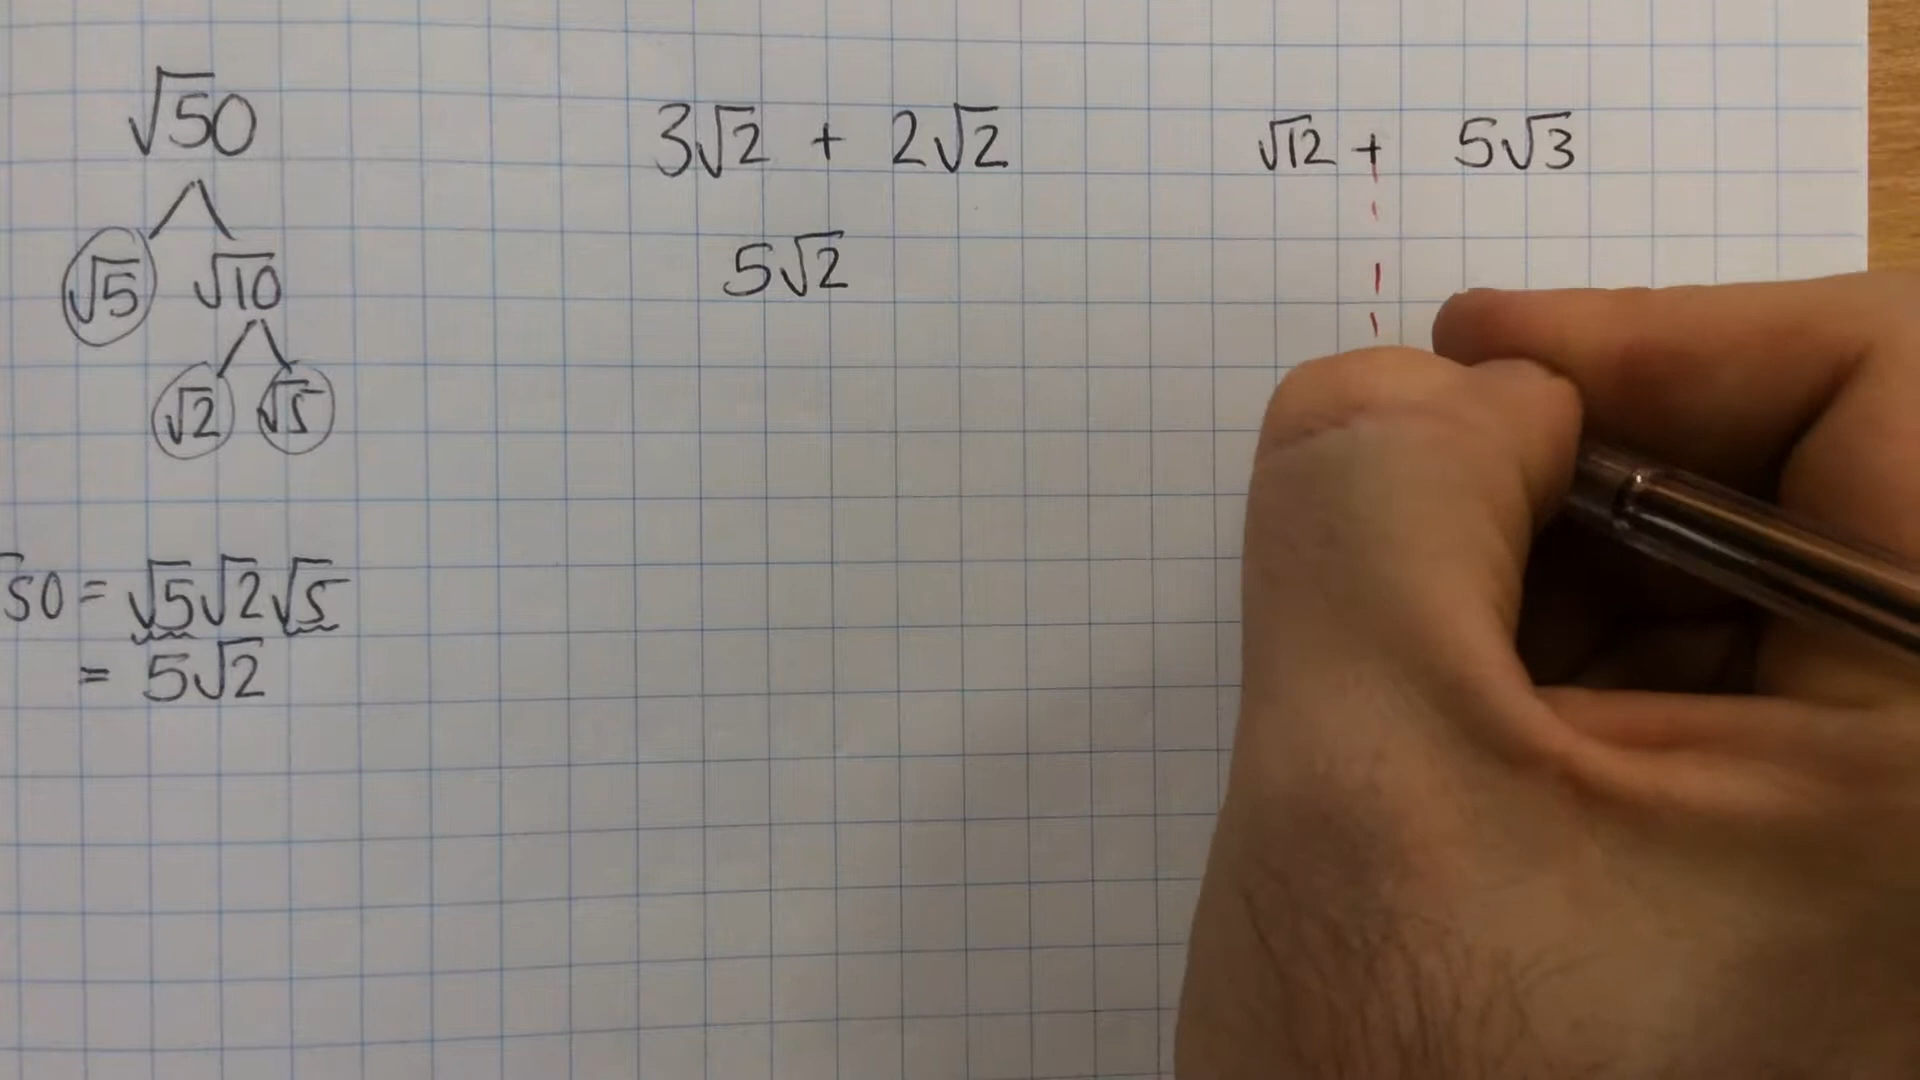 √50
√5 √10
√2 √5
√50 = √5√2√5
= 5√2
3√2 + 2√2
5√2
√12 + 5√3